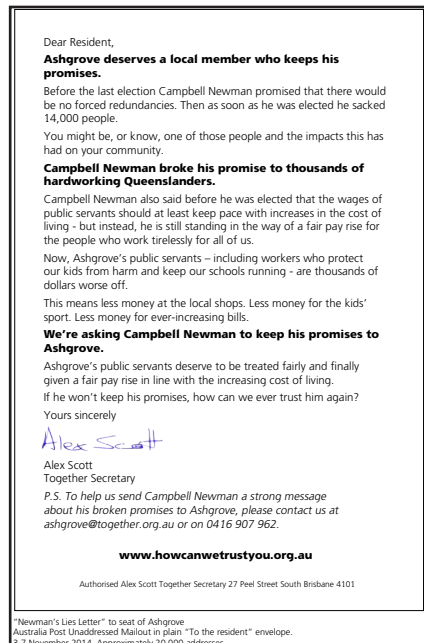 Dear Resident,
Ashgrove deserves a local member who keeps his
promises.
Before the last election Campbell Newman promised that there would
be no forced redundancies. Then as soon as he was elected he sacked
14,000 people.
You might be, or know, one of those people and the impacts this has
had on your community.
Campbell Newman broke his promise to thousands of
hardworking Queenslanders.
Campbell Newman also said before he was elected that the wages of
public servants should at least keep pace with increases in the cost of
living - but instead, he is still standing in the way of a fair pay rise for
the people who work tirelessly for all of us.
Now, Ashgrove's public servants – including workers who protect
our kids from harm and keep our schools running - are thousands of
dollars worse off.
This means less money at the local shops. Less money for the kids'
sport. Less money for ever-increasing bills.
We're asking Campbell Newman to keep his promises to
Ashgrove.
Ashgrove's public servants deserve to be treated fairly and finally
given a fair pay rise in line with the increasing cost of living.
If he won't keep his promises, how can we ever trust him again?
Yours sincerely
Alex Scott
Alex Scott
Together Secretary
P.S. To help us send Campbell Newman a strong message
about his broken promises to Ashgrove, please contact us at
ashgrove@together.org.au or on 0416 907 962.
www.howcanwetrustyou.org.au
Authorised Alex Scott Together Secretary 27 Peel Street South Brisbane 4101
"Newman's Lies Letter" to seat of Ashgrove
Australia Post Unaddressed Mailout in plain "To the resident" envelope.
3-7 November 2014. Approximately 20,000 addresses.